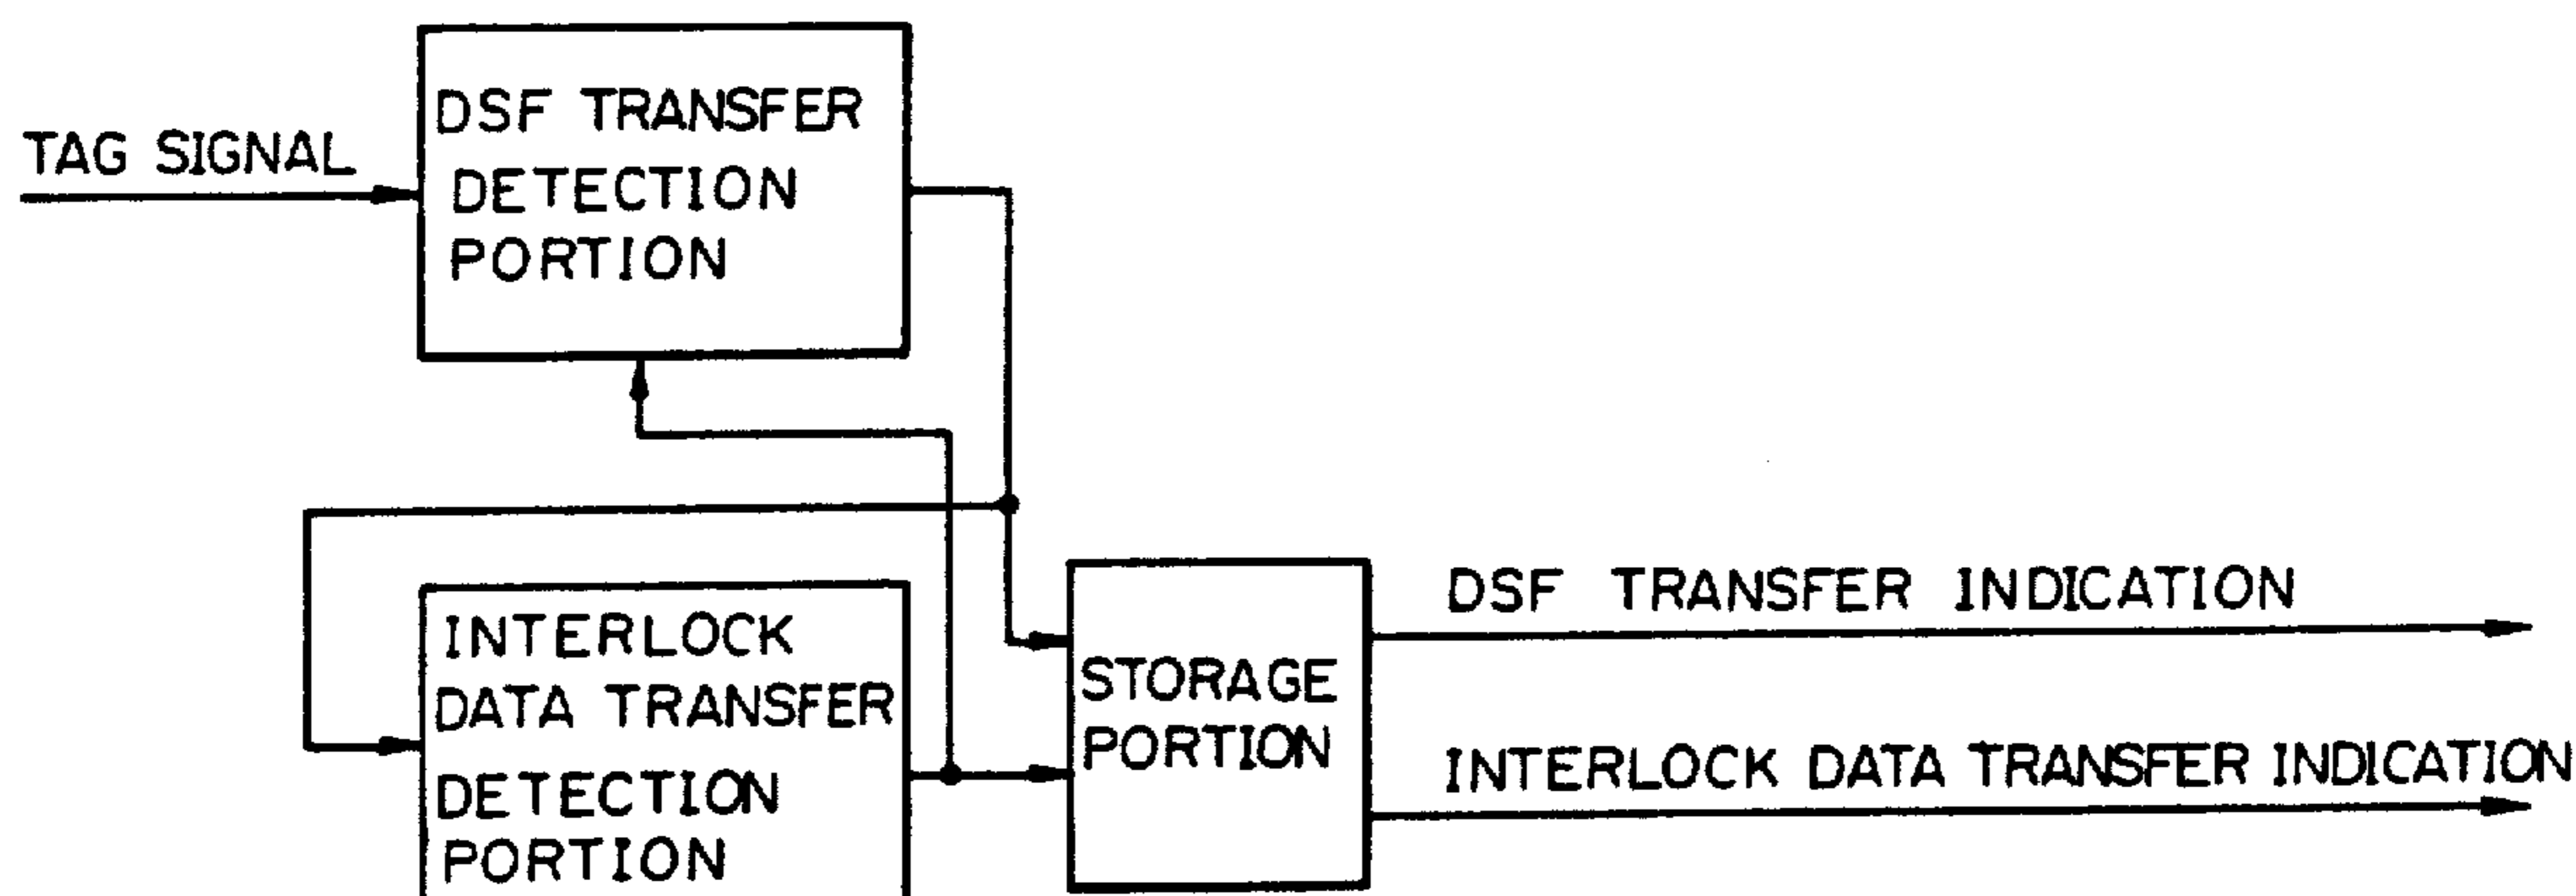 TAG SIGNAL
DSF TRANSFER
DETECTION
PORTION
INTERLOCK
DATA TRANSFER
DETECTION
PORTION
STORAGE
PORTION
DSF TRANSFER INDICATION
INTERLOCK DATA TRANSFER INDICATION